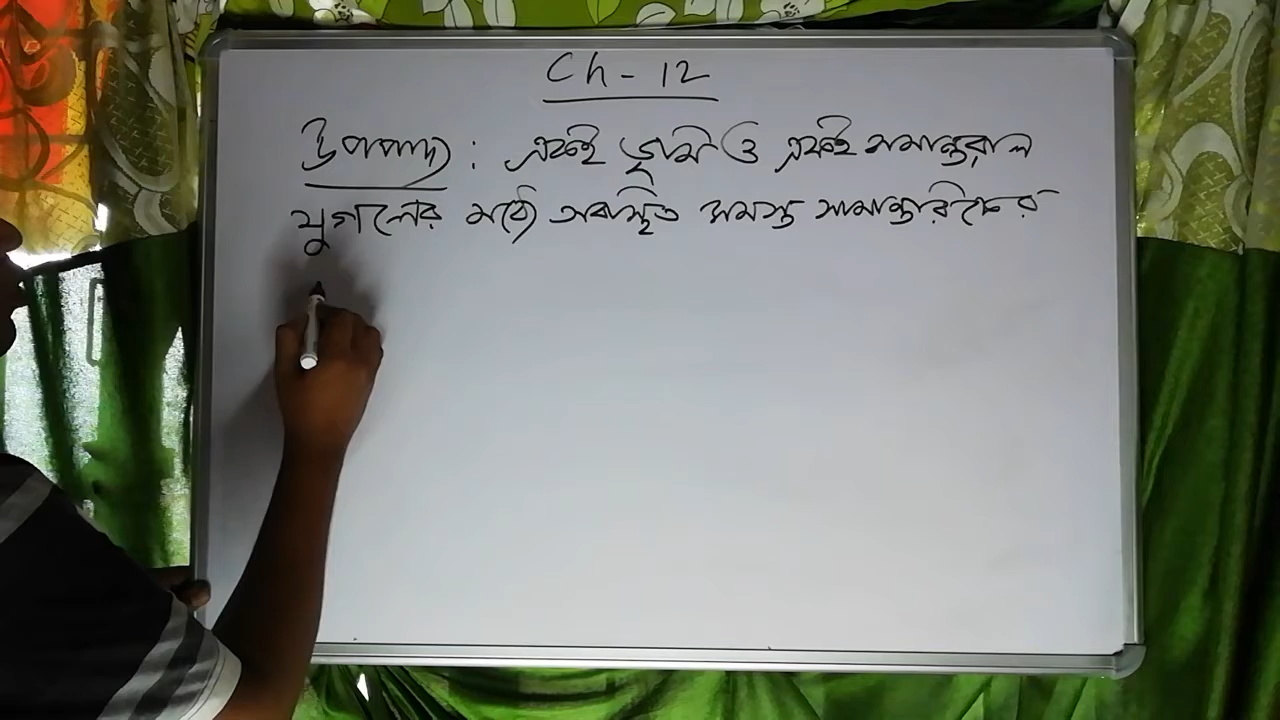 Ch - 12
উপপাদ্য : একই ভূমি ও একই সমান্তরাল
যুগলের মধ্যে অবস্থিত সমস্ত সামান্তরিকের